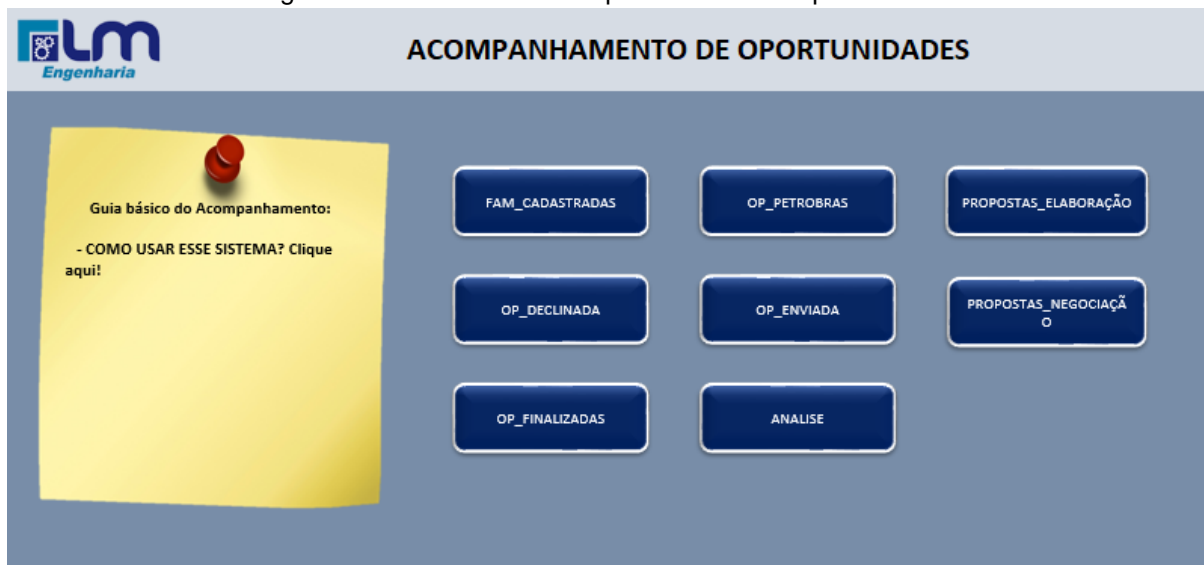 LM
Engenharia
ACOMPANHAMENTO DE OPORTUNIDADES
Guia básico do Acompanhamento:
- COMO USAR ESSE SISTEMA? Clique
aqui!
FAM_CADASTRADAS
OP_PETROBRAS
PROPOSTAS_ELABORAÇÃO
OP_DECLINADA
OP_ENVIADA
PROPOSTAS_NEGOCIAÇÃ
O
OP_FINALIZADAS
ANALISE